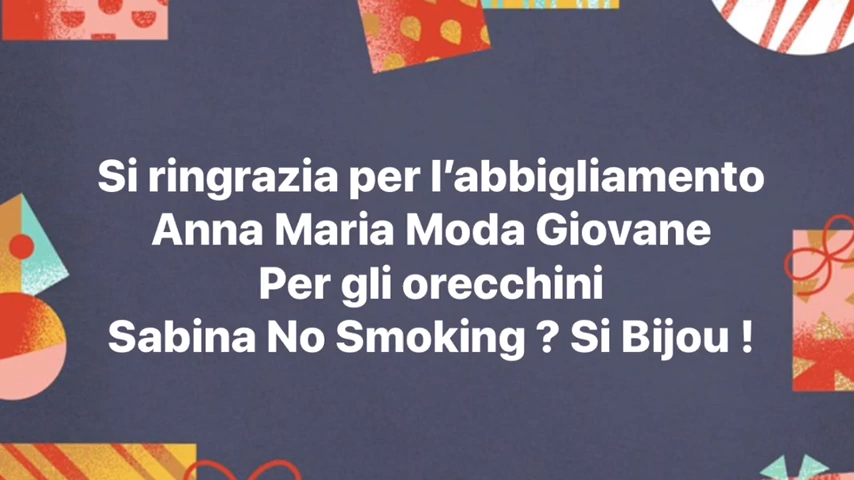 Si ringrazia per l’abbigliamento
Anna Maria Moda Giovane
Per gli orecchini
Sabina No Smoking ? Si Bijou !